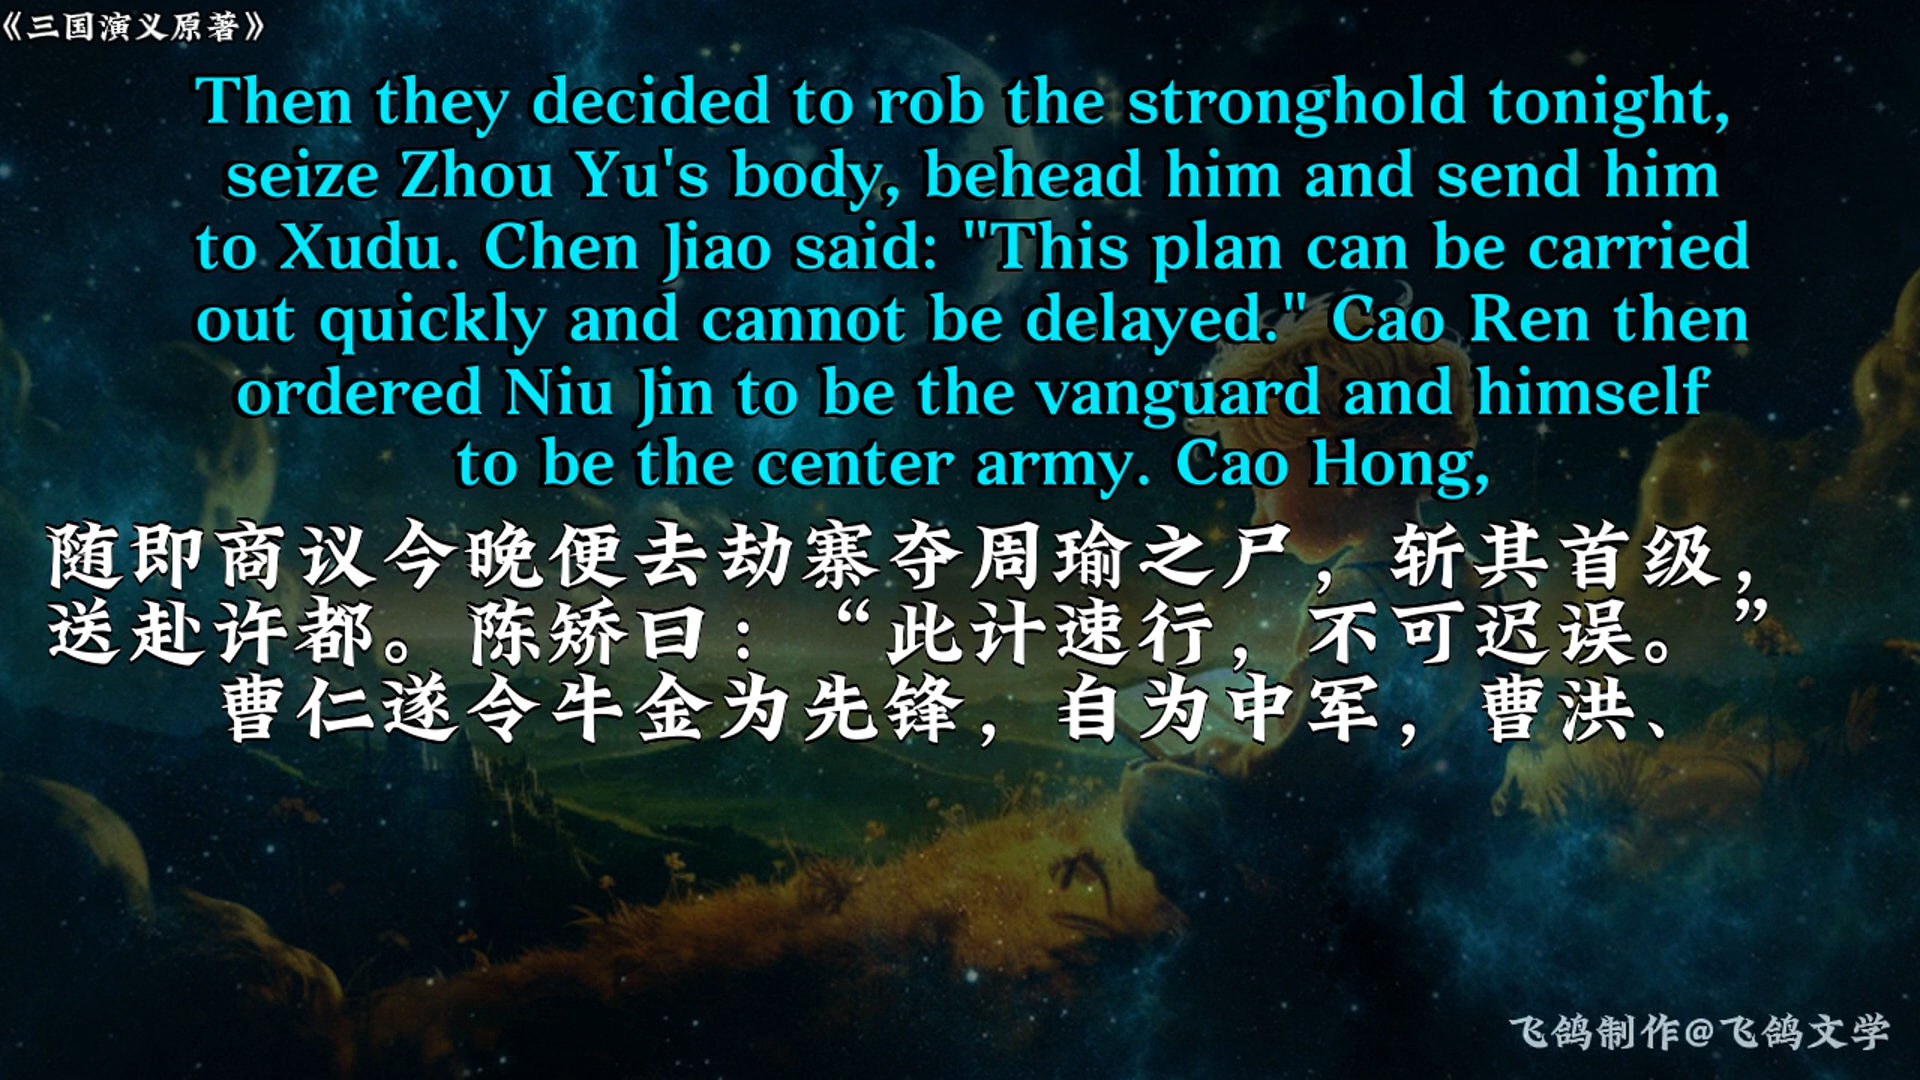 《三国演义原著》
Then they decided to rob the stronghold tonight,
seize Zhou Yu's body, behead him and send him
to Xudu. Chen Jiao said: "This plan can be carried
out quickly and cannot be delayed." Cao Ren then
ordered Niu Jin to be the vanguard and himself
to be the center army. Cao Hong,
随即商议今晚便去劫寨夺周瑜之尸，斩其首级，
送赴许都。陈矫曰：“此计速行，不可迟误。”
曹仁遂令牛金为先锋，自为中军，曹洪、
飞鸽制作@飞鸽文学